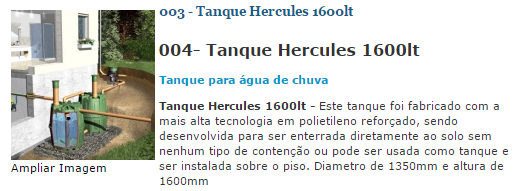 003 - Tanque Hercules 1600lt
004- Tanque Hercules 1600lt
Tanque para água de chuva
Tanque Hercules 1600lt - Este tanque foi fabricado com a
mais alta tecnologia em polietileno reforçado, sendo
desenvolvida para ser enterrada diretamente ao solo sem
nenhum tipo de contenção ou pode ser usada como tanque e
ser instalada sobre o piso. Diametro de 1350mm e altura de
1600mm
Ampliar Imagem